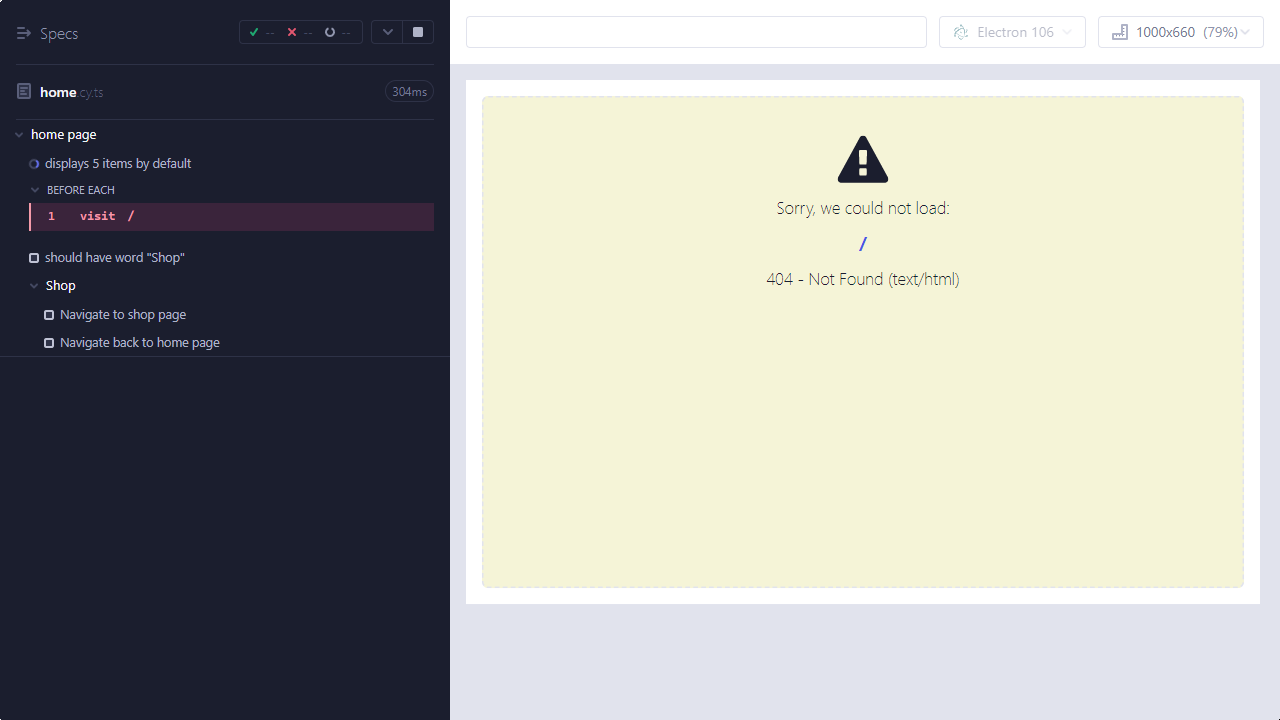 Specs -- -- --
home.cy.ts 304ms
home page
displays 5 items by default
BEFORE EACH
1 visit /
should have word "Shop"
Shop
Navigate to shop page
Navigate back to home page
Electron 106 1000x660 (79%)
Sorry, we could not load:
/
404 - Not Found (text/html)